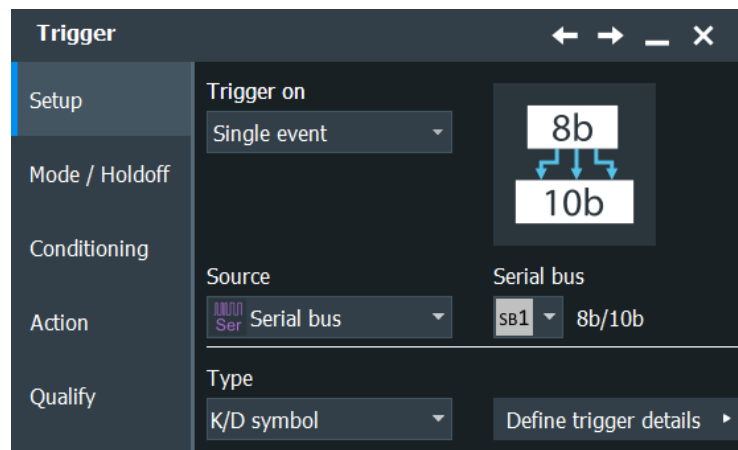 Trigger
Setup
Mode / Holdoff
Conditioning
Action
Qualify
Trigger on
Single event
8b
10b
Source
Serial bus
Ser Serial bus
SB1 8b/10b
Type
K/D symbol
Define trigger details